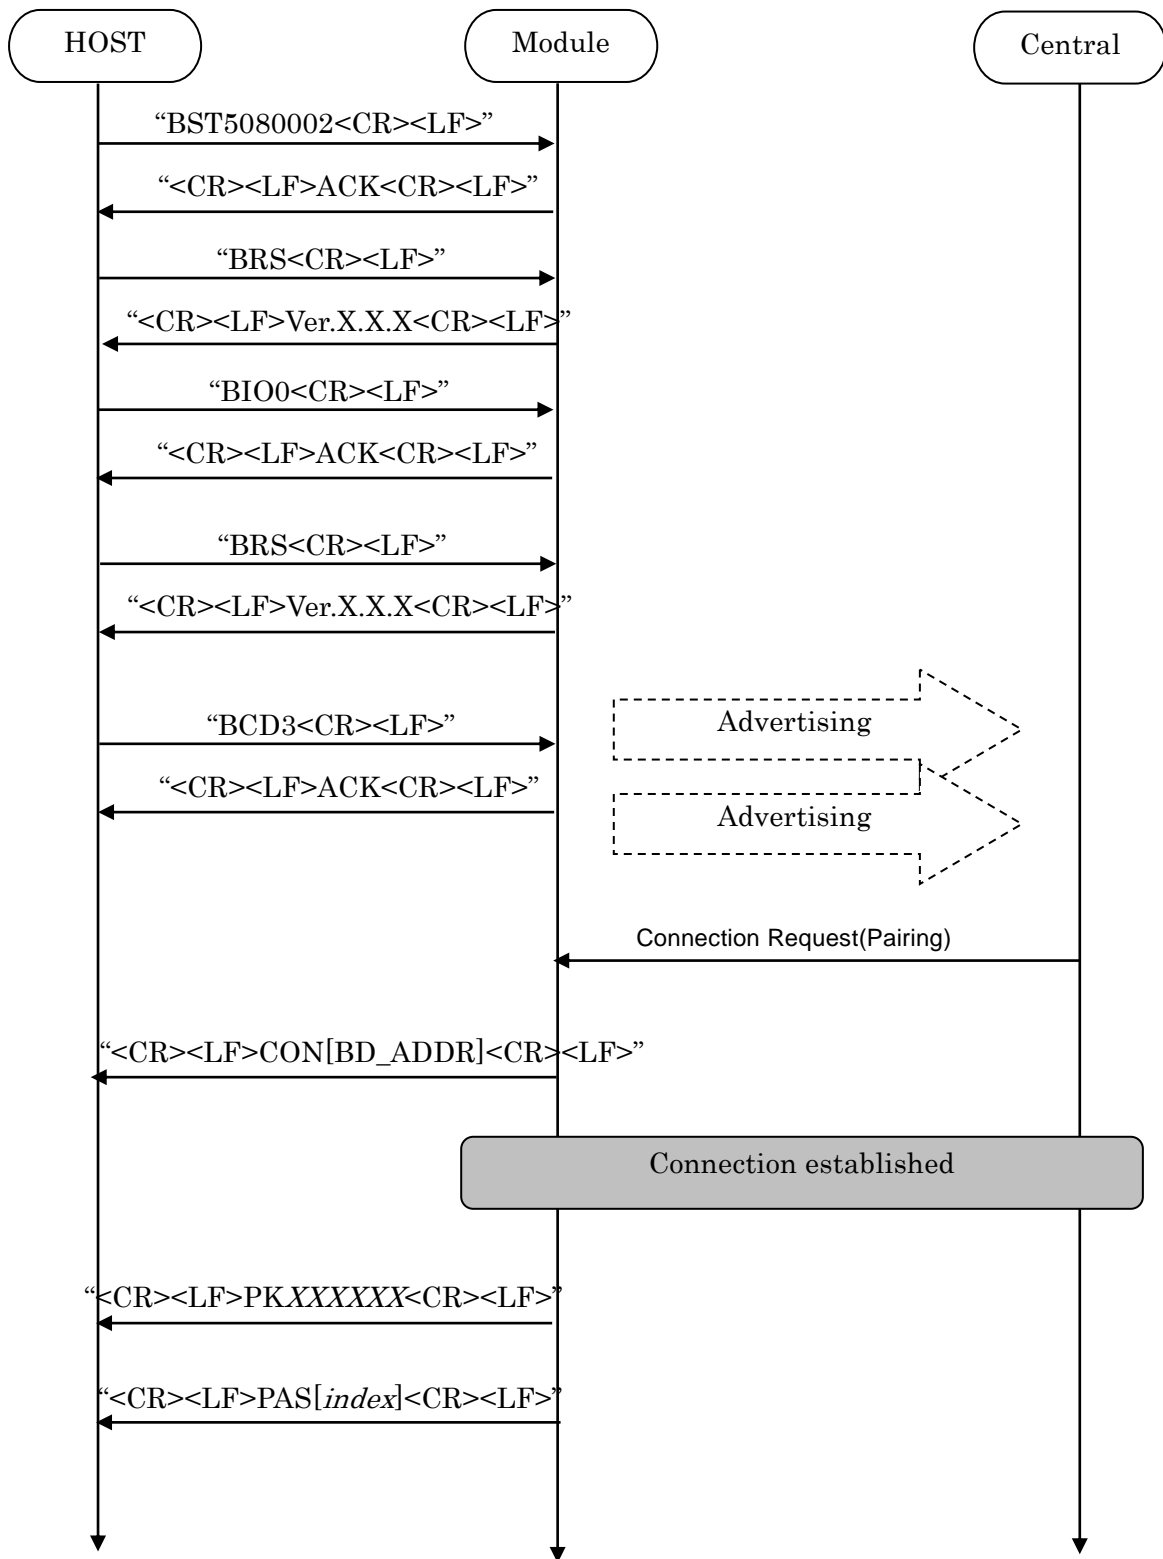 HOST
Module
Central
“BST5080002<CR><LF>”
“<CR><LF>ACK<CR><LF>”
“BRS<CR><LF>”
“<CR><LF>Ver.X.X.X<CR><LF>”
“BIO0<CR><LF>”
“<CR><LF>ACK<CR><LF>”
“BRS<CR><LF>”
“<CR><LF>Ver.X.X.X<CR><LF>”
“BCD3<CR><LF>”
Advertising
“<CR><LF>ACK<CR><LF>”
Advertising
Connection Request(Pairing)
“<CR><LF>CON[BD_ADDR]<CR><LF>”
Connection established
“<CR><LF>PKXXXXXX<CR><LF>”
“<CR><LF>PAS[index]<CR><LF>”